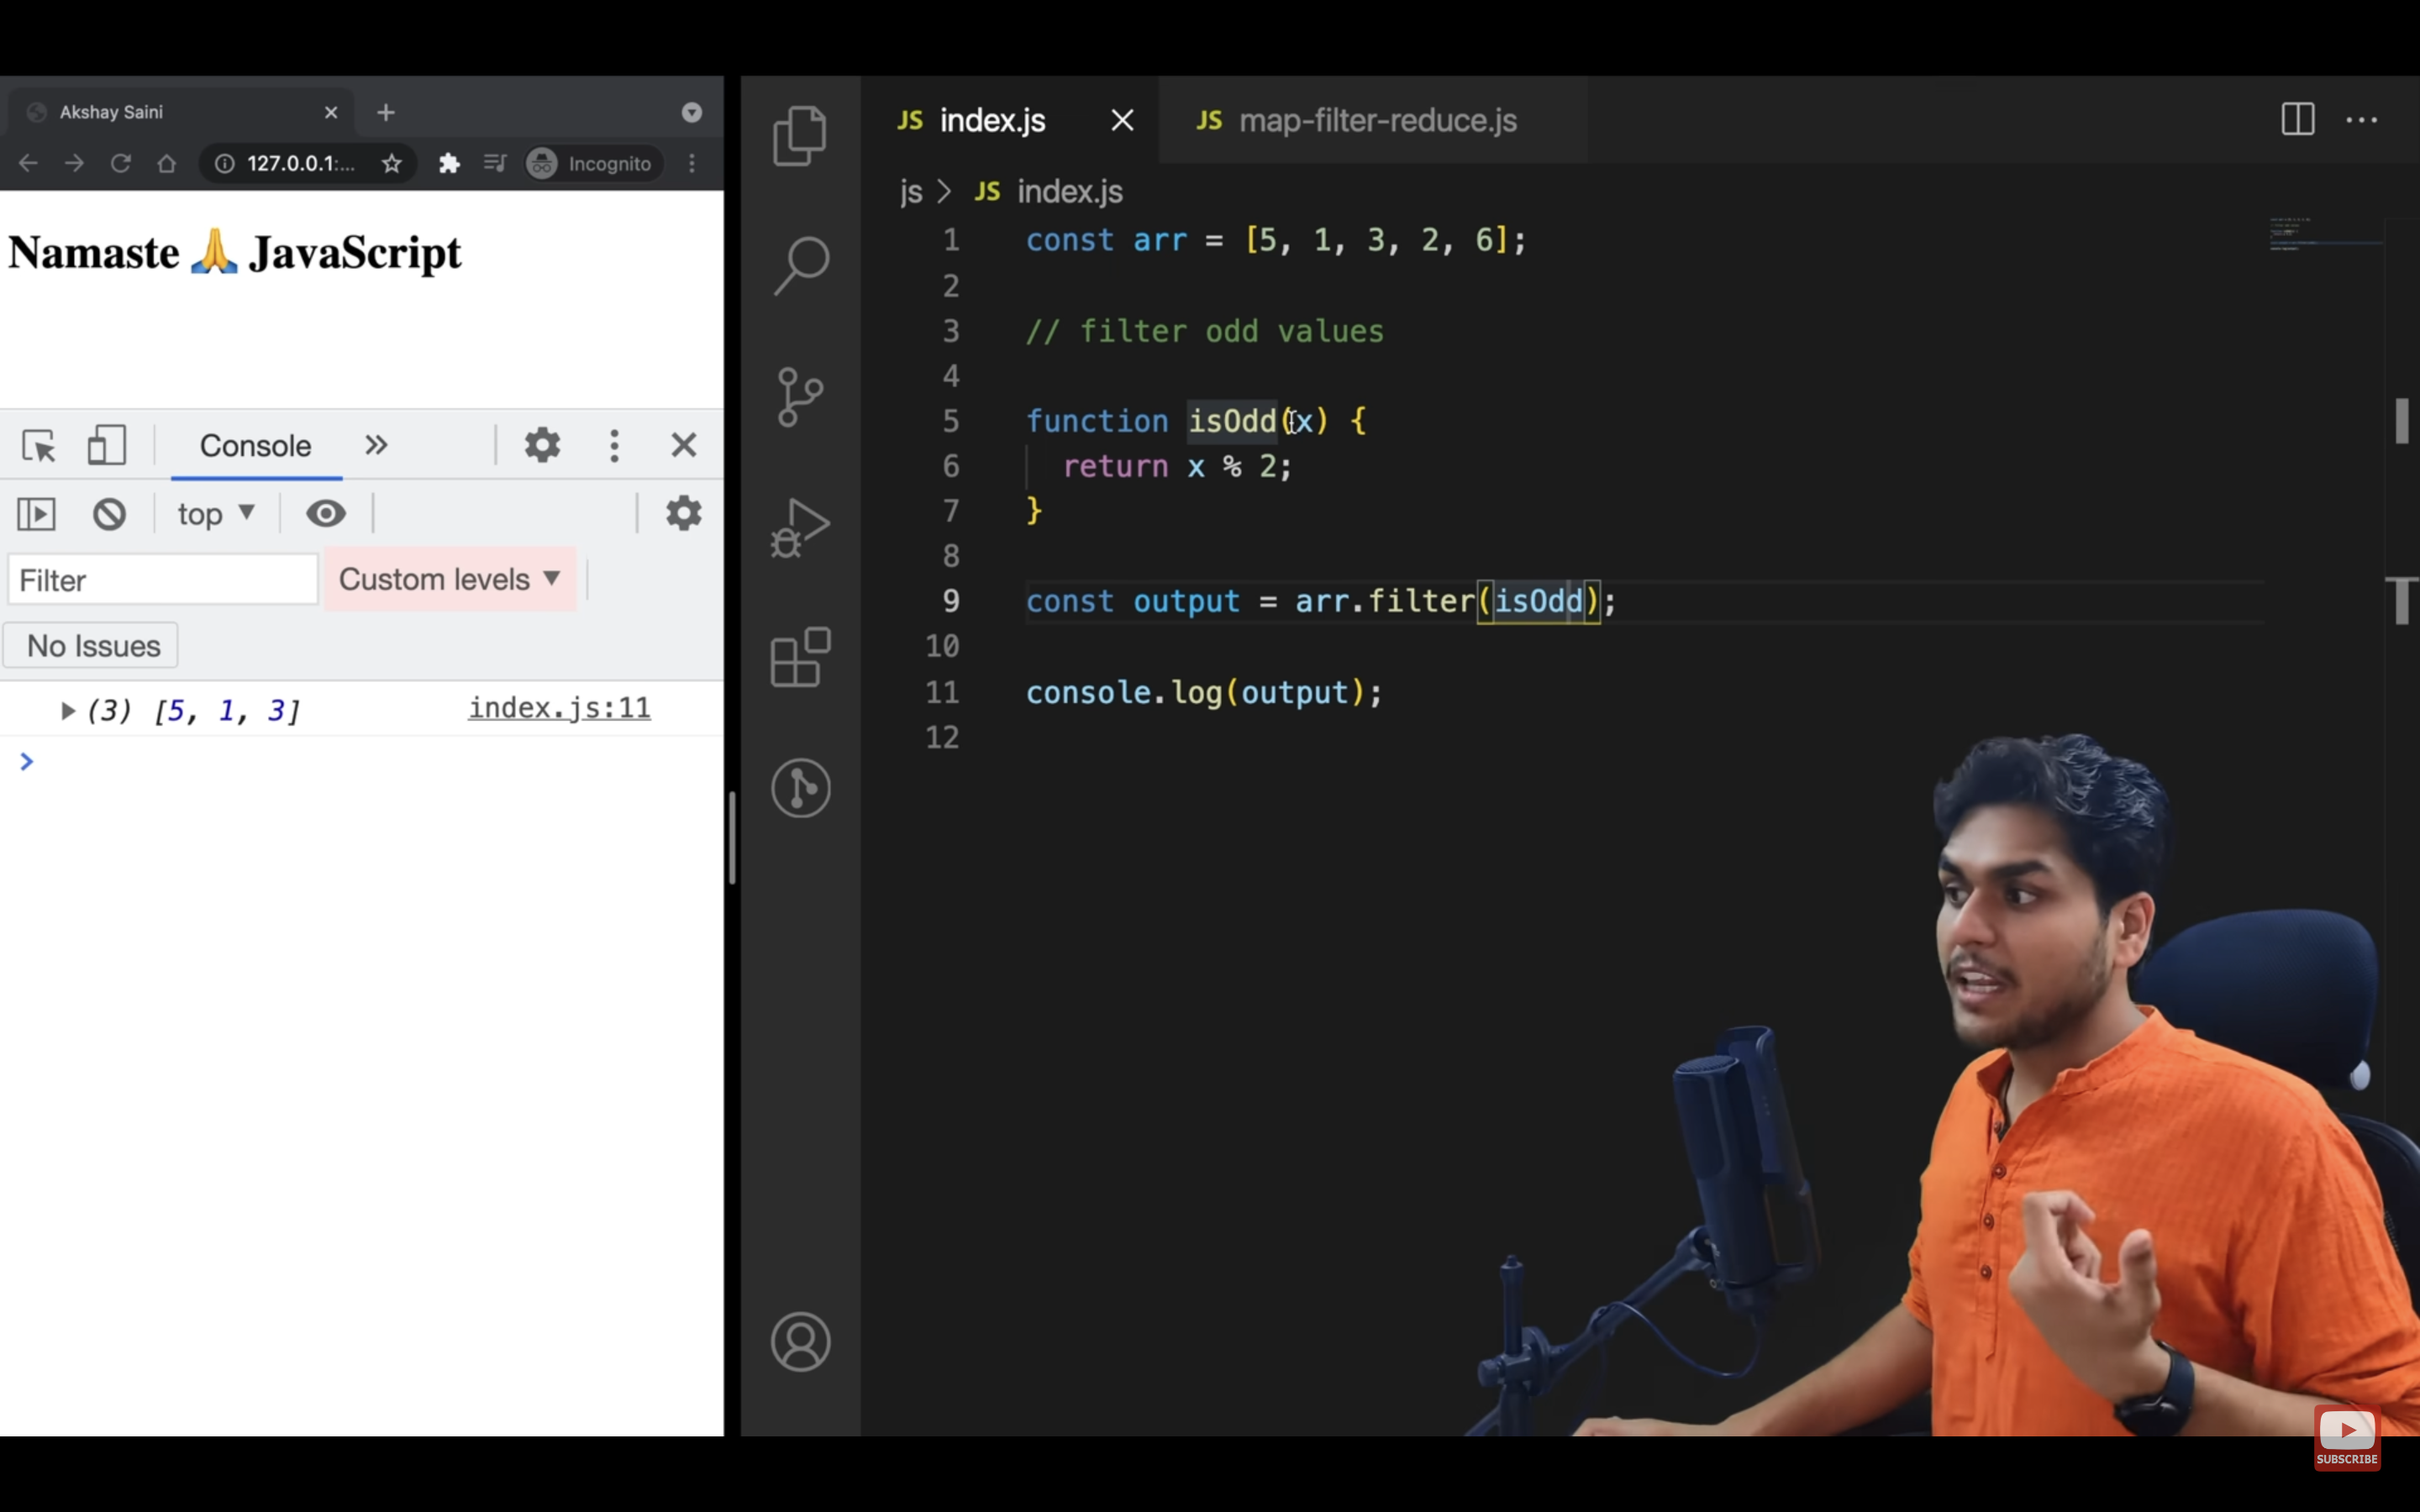 Akshay Saini
127.0.0.1:...
Incognito
Namaste 🙏 JavaScript
Console
top
Filter
Custom levels
No Issues
(3) [5, 1, 3]
index.js:11
JS index.js
JS map-filter-reduce.js
js > JS index.js
1 const arr = [5, 1, 3, 2, 6];
2
3 // filter odd values
4
5 function isOdd(x) {
6 return x % 2;
7 }
8
9 const output = arr.filter(isOdd);
10
11 console.log(output);
12
SUBSCRIBE